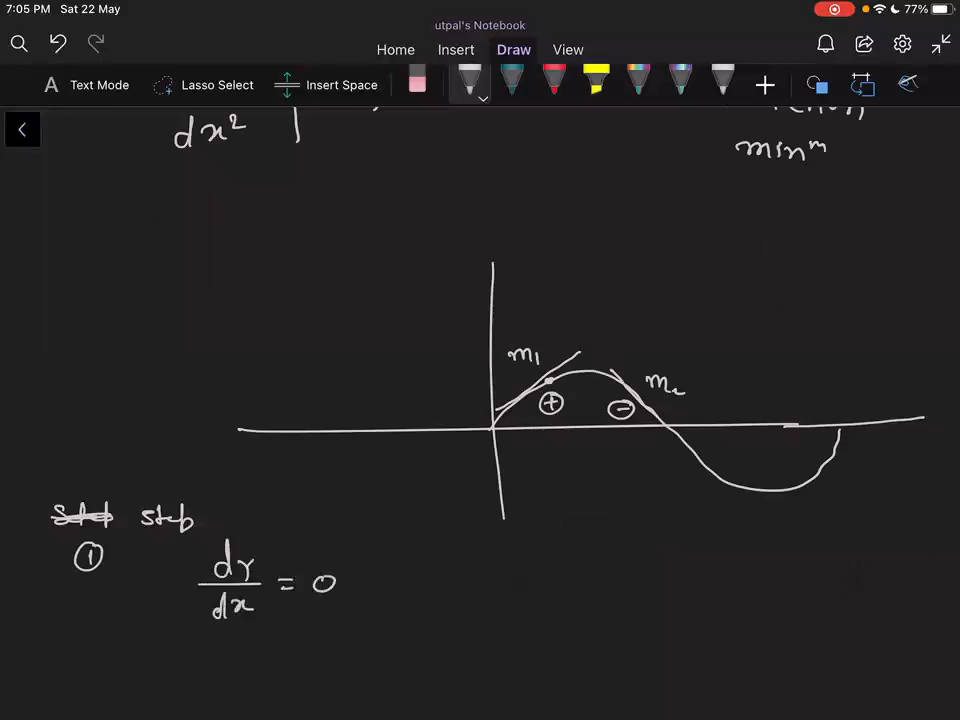 7:05 PM Sat 22 May
77%
utpal's Notebook
Home Insert Draw View
A Text Mode Lasso Select Insert Space
dx²
minᵐ
m₁
m₂
+
−
step
①
dy
dx
= 0